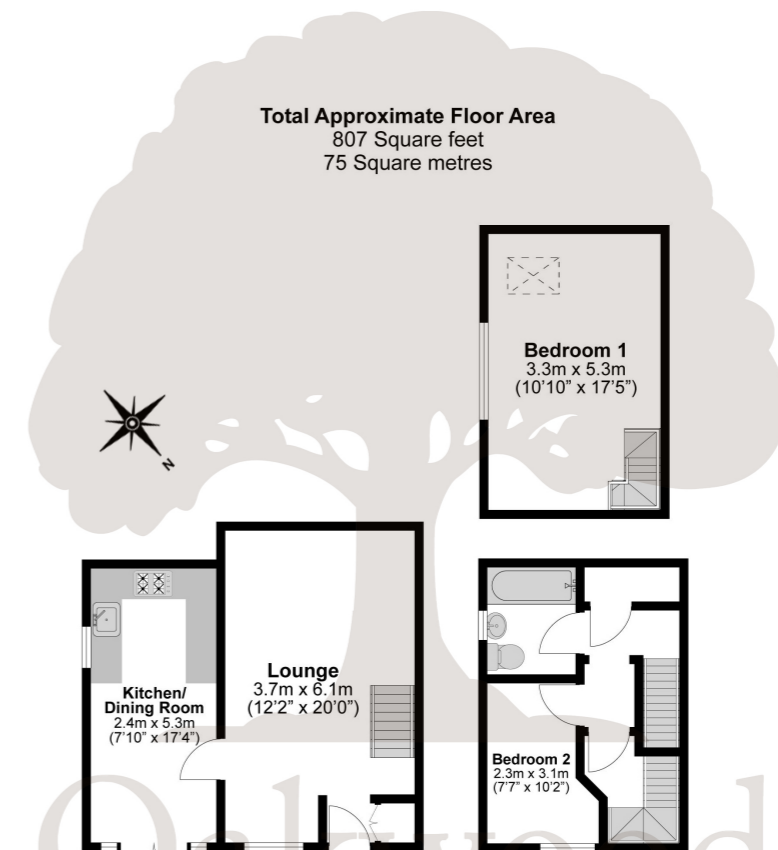 Total Approximate Floor Area
807 Square feet
75 Square metres
Bedroom 1
3.3m x 5.3m
(10'10” x 17'5”)
N
Lounge
3.7m x 6.1m
(12'2” x 20'0”)
Kitchen/
Dining Room
2.4m x 5.3m
(7'10” x 17'4”)
Bedroom 2
2.3m x 3.1m
(7'7” x 10'2”)
Oakwood